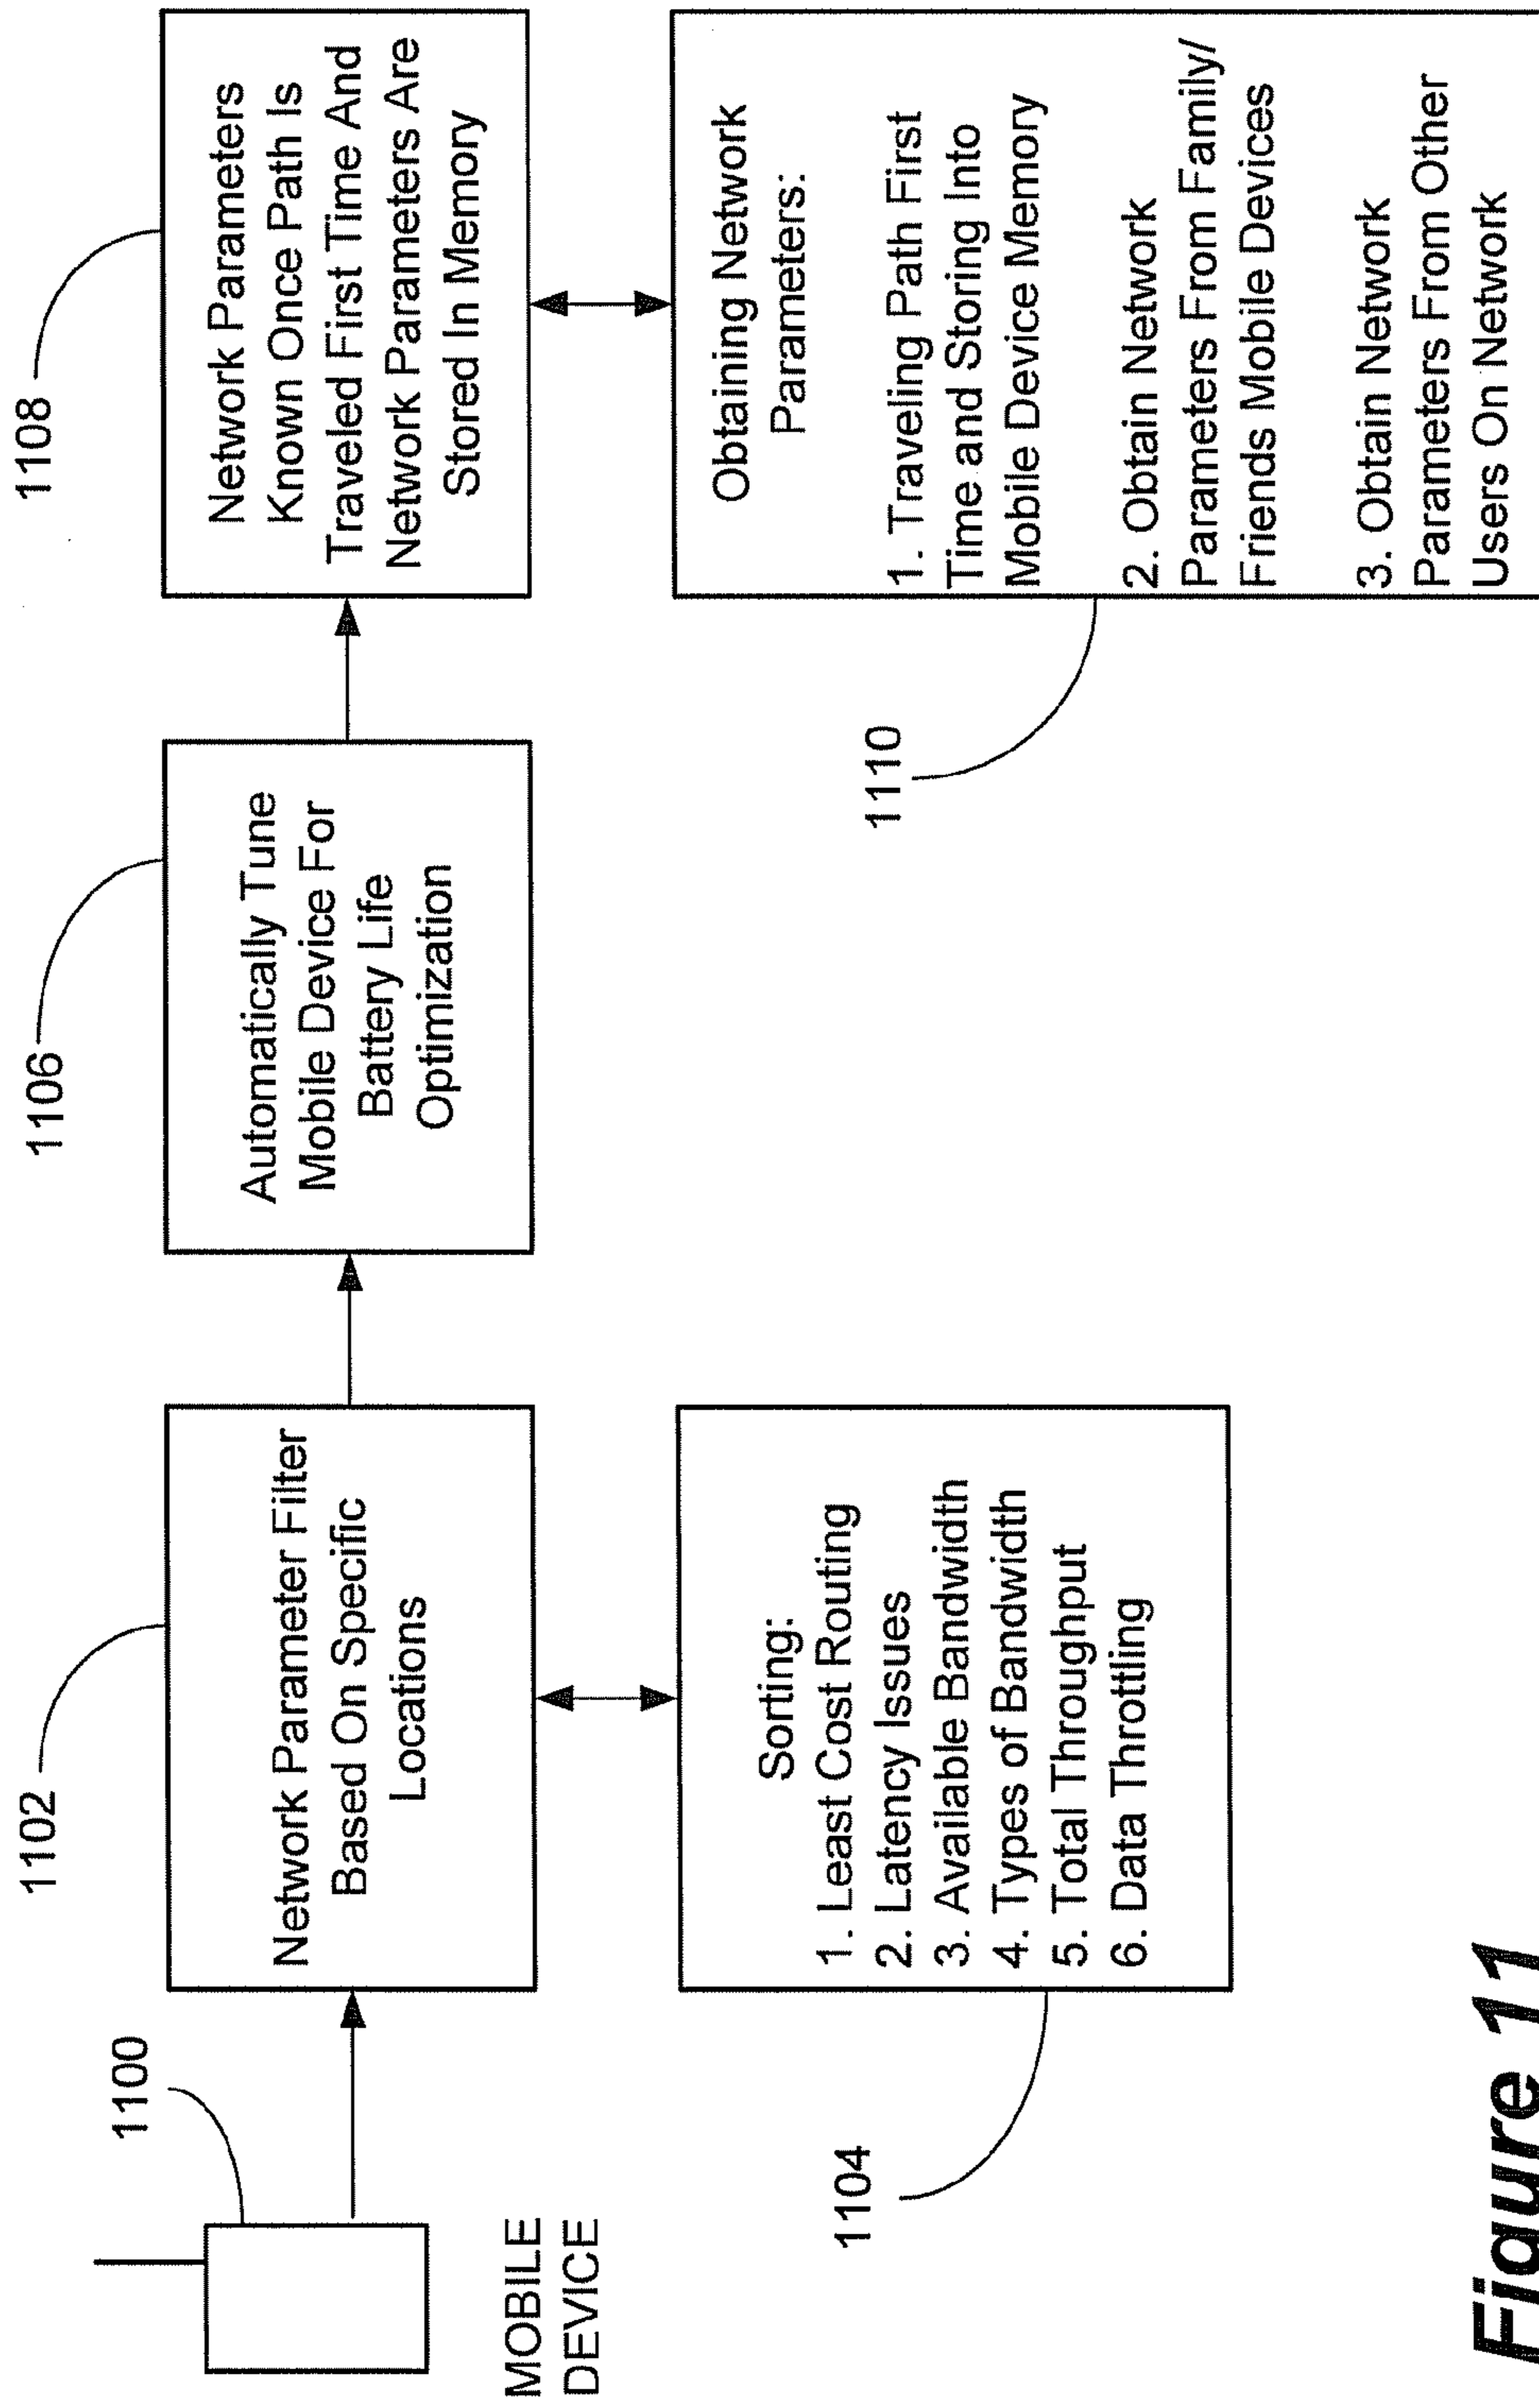 1100
MOBILE
DEVICE
1102
Network Parameter Filter
Based On Specific
Locations
1104
Sorting:
1. Least Cost Routing
2. Latency Issues
3. Available Bandwidth
4. Types of Bandwidth
5. Total Throughput
6. Data Throttling
1106
Automatically Tune
Mobile Device For
Battery Life
Optimization
1108
Network Parameters
Known Once Path Is
Traveled First Time And
Network Parameters Are
Stored In Memory
1110
Obtaining Network
Parameters:
1. Traveling Path First
Time and Storing Into
Mobile Device Memory
2. Obtain Network
Parameters From Family/
Friends Mobile Devices
3. Obtain Network
Parameters From Other
Users On Network
Figure 11